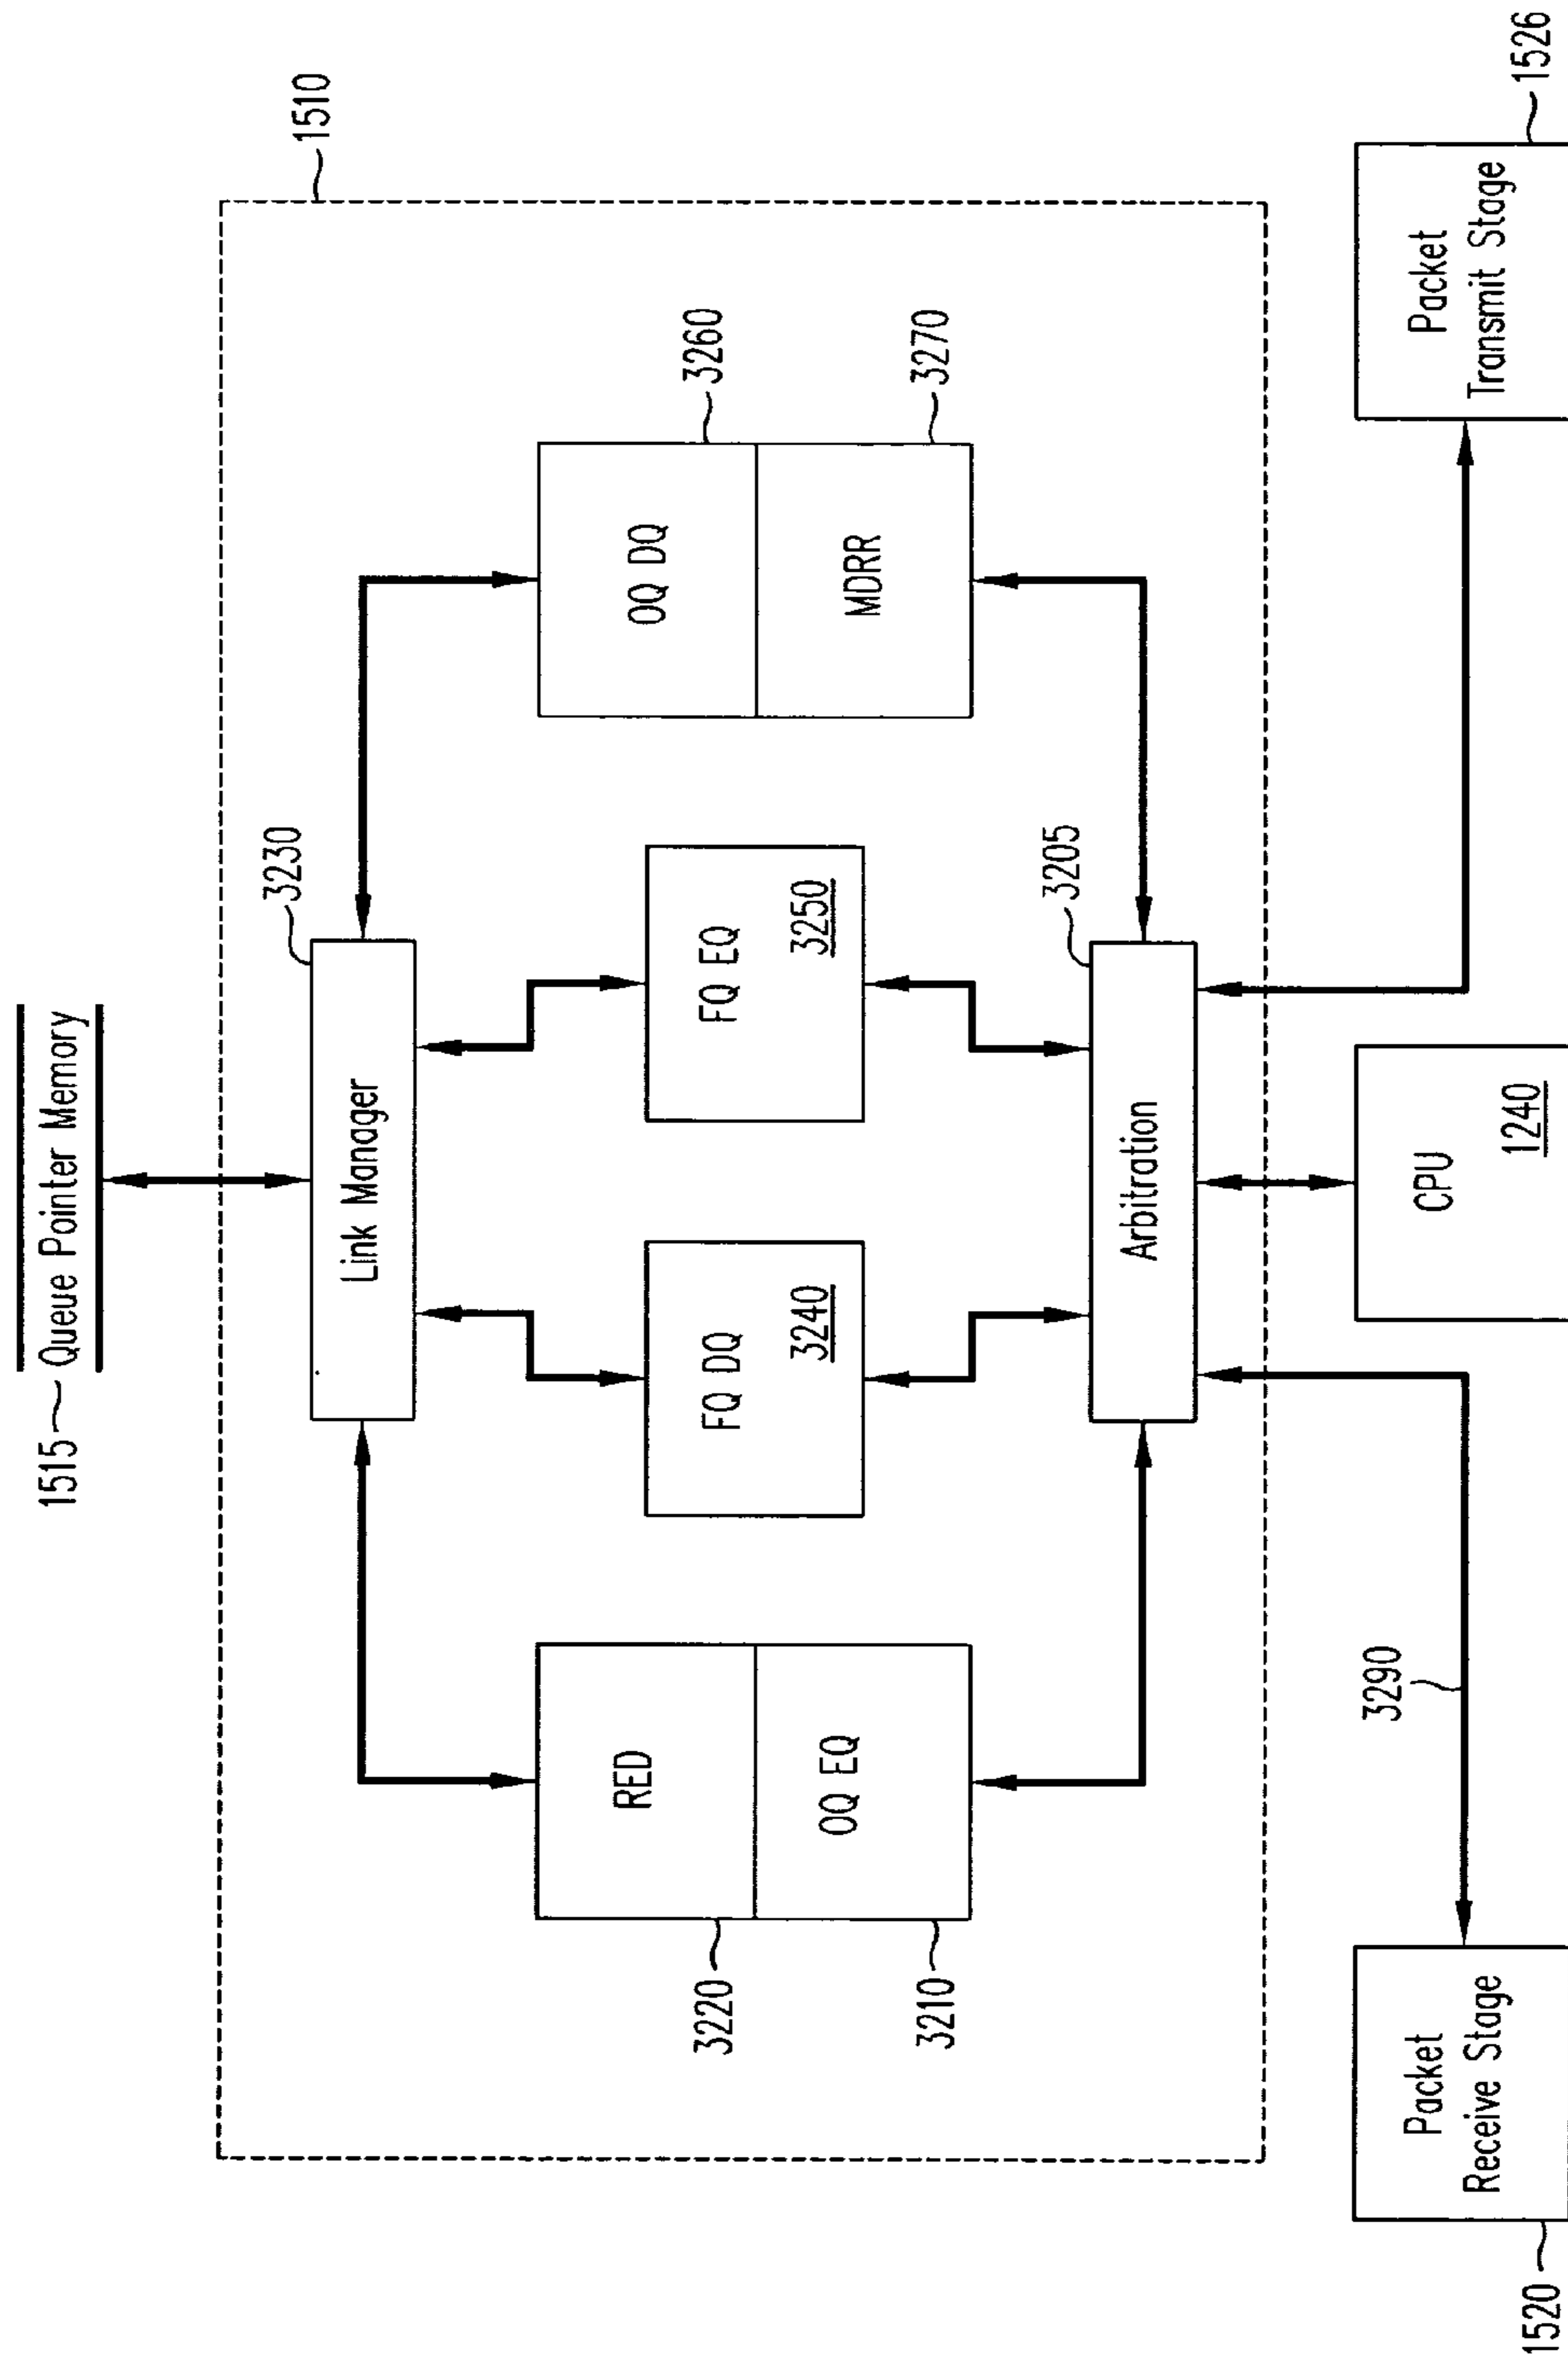 1515 Queue Pointer Memory
1510
3230
Link Manager
RED
3220
OQ EQ
3210
FQ DQ
3240
FQ EQ
3250
OQ DQ
3260
MDRR
3270
3205
Arbitration
3290
Packet
Receive Stage
1520
CPU
1240
Packet
Transmit Stage
1526